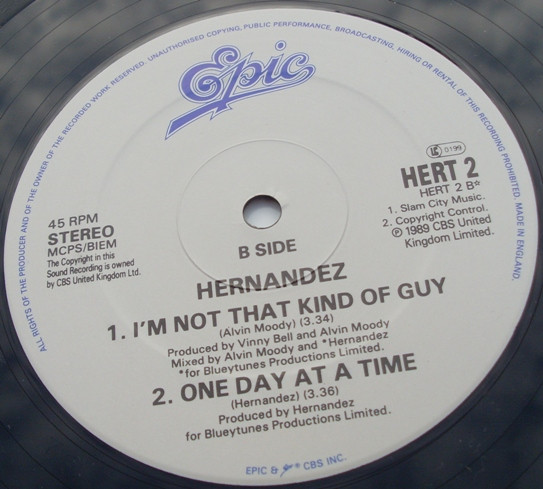 ALL RIGHTS OF THE PRODUCER AND OF THE OWNER OF THE RECORDED WORK RESERVED. UNAUTHORISED COPYING, PUBLIC PERFORMANCE, BROADCASTING, HIRING OR RENTAL OF THIS RECORDING PROHIBITED. MADE IN ENGLAND.
Epic
LC 0199
HERT 2
HERT 2 B*
1. Slam City Music.
2. Copyright Control.
℗ 1989 CBS United
Kingdom Limited.
45 RPM
STEREO
MCPS/BIEM
The Copyright in this
Sound Recording is owned
by CBS United Kingdom Ltd.
B SIDE
HERNANDEZ
1. I'M NOT THAT KIND OF GUY
(Alvin Moody) (3.34)
Produced by Vinny Bell and Alvin Moody
Mixed by Alvin Moody and *Hernandez
*for Blueytunes Productions Limited.
2. ONE DAY AT A TIME
(Hernandez) (3.36)
Produced by Hernandez
for Blueytunes Productions Limited.
EPIC & * CBS INC.